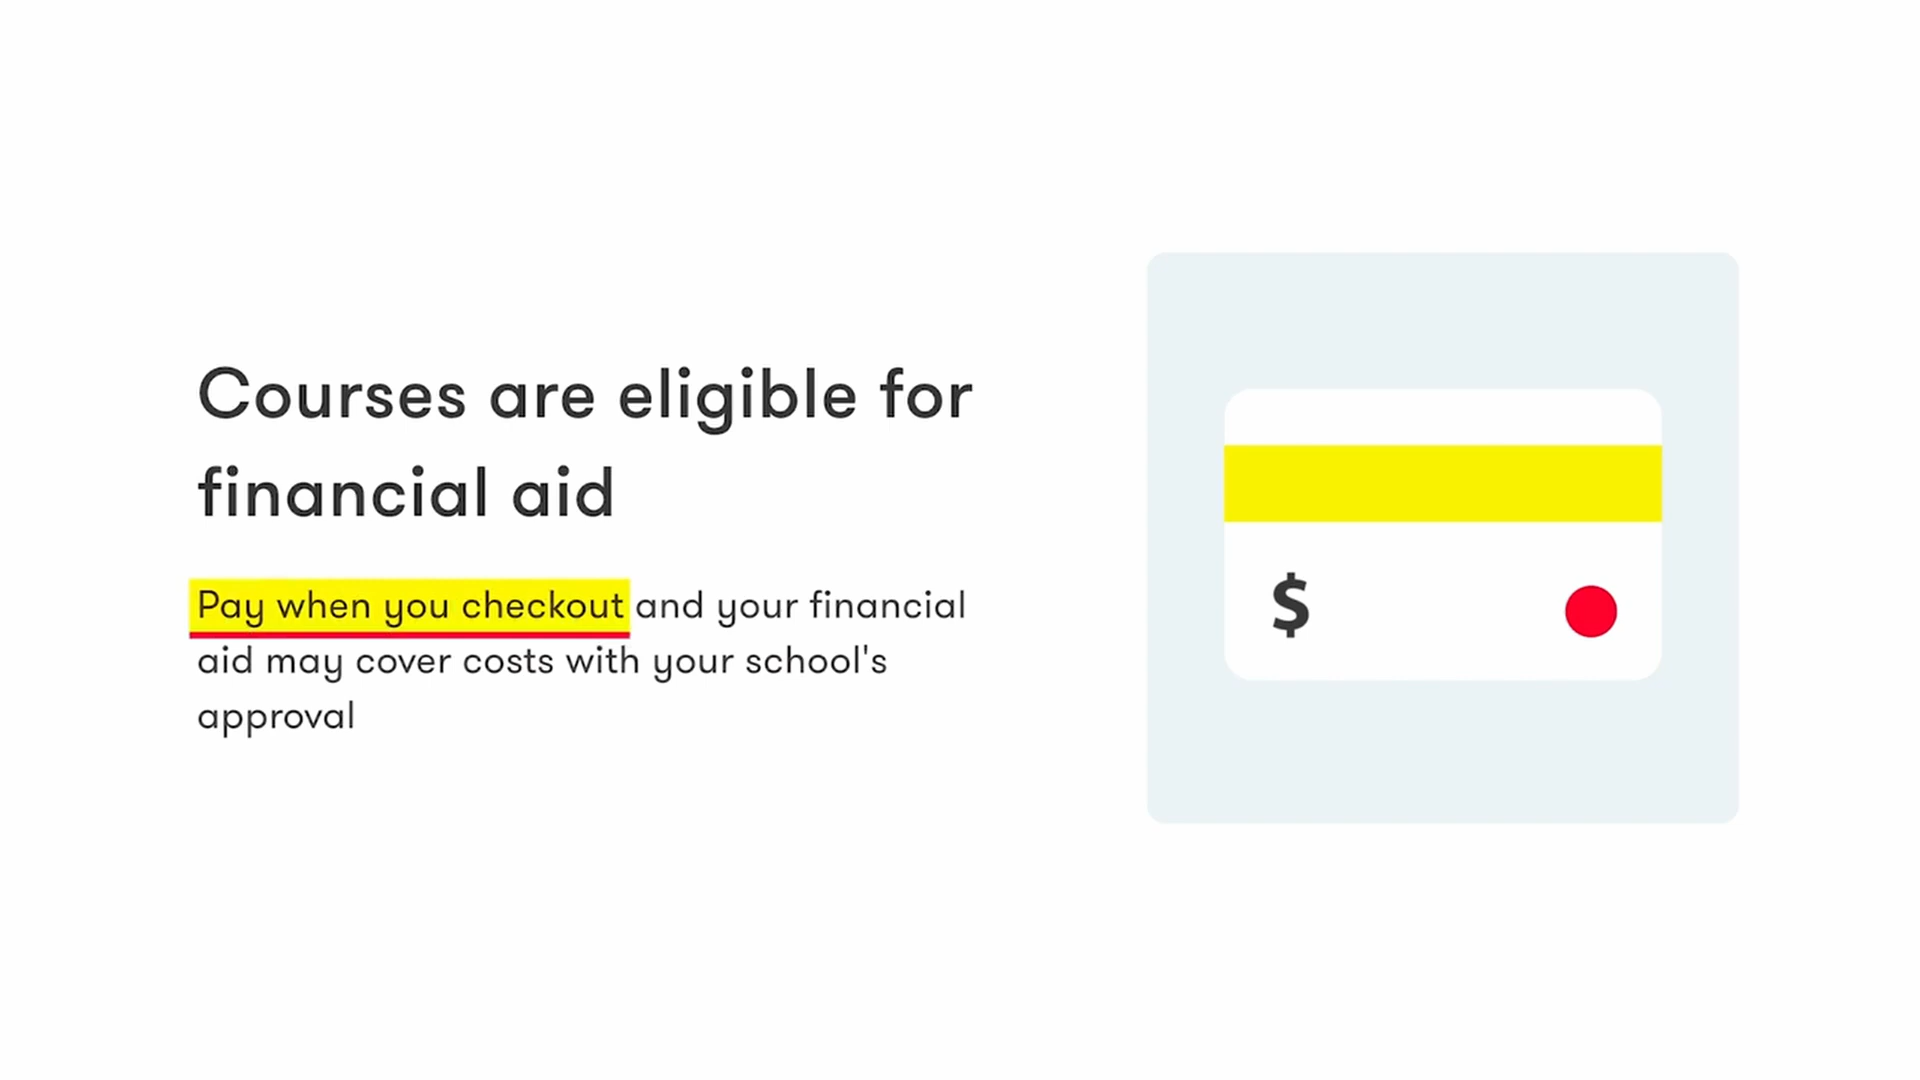 Courses are eligible for
financial aid
Pay when you checkout and your financial
aid may cover costs with your school's
approval
$